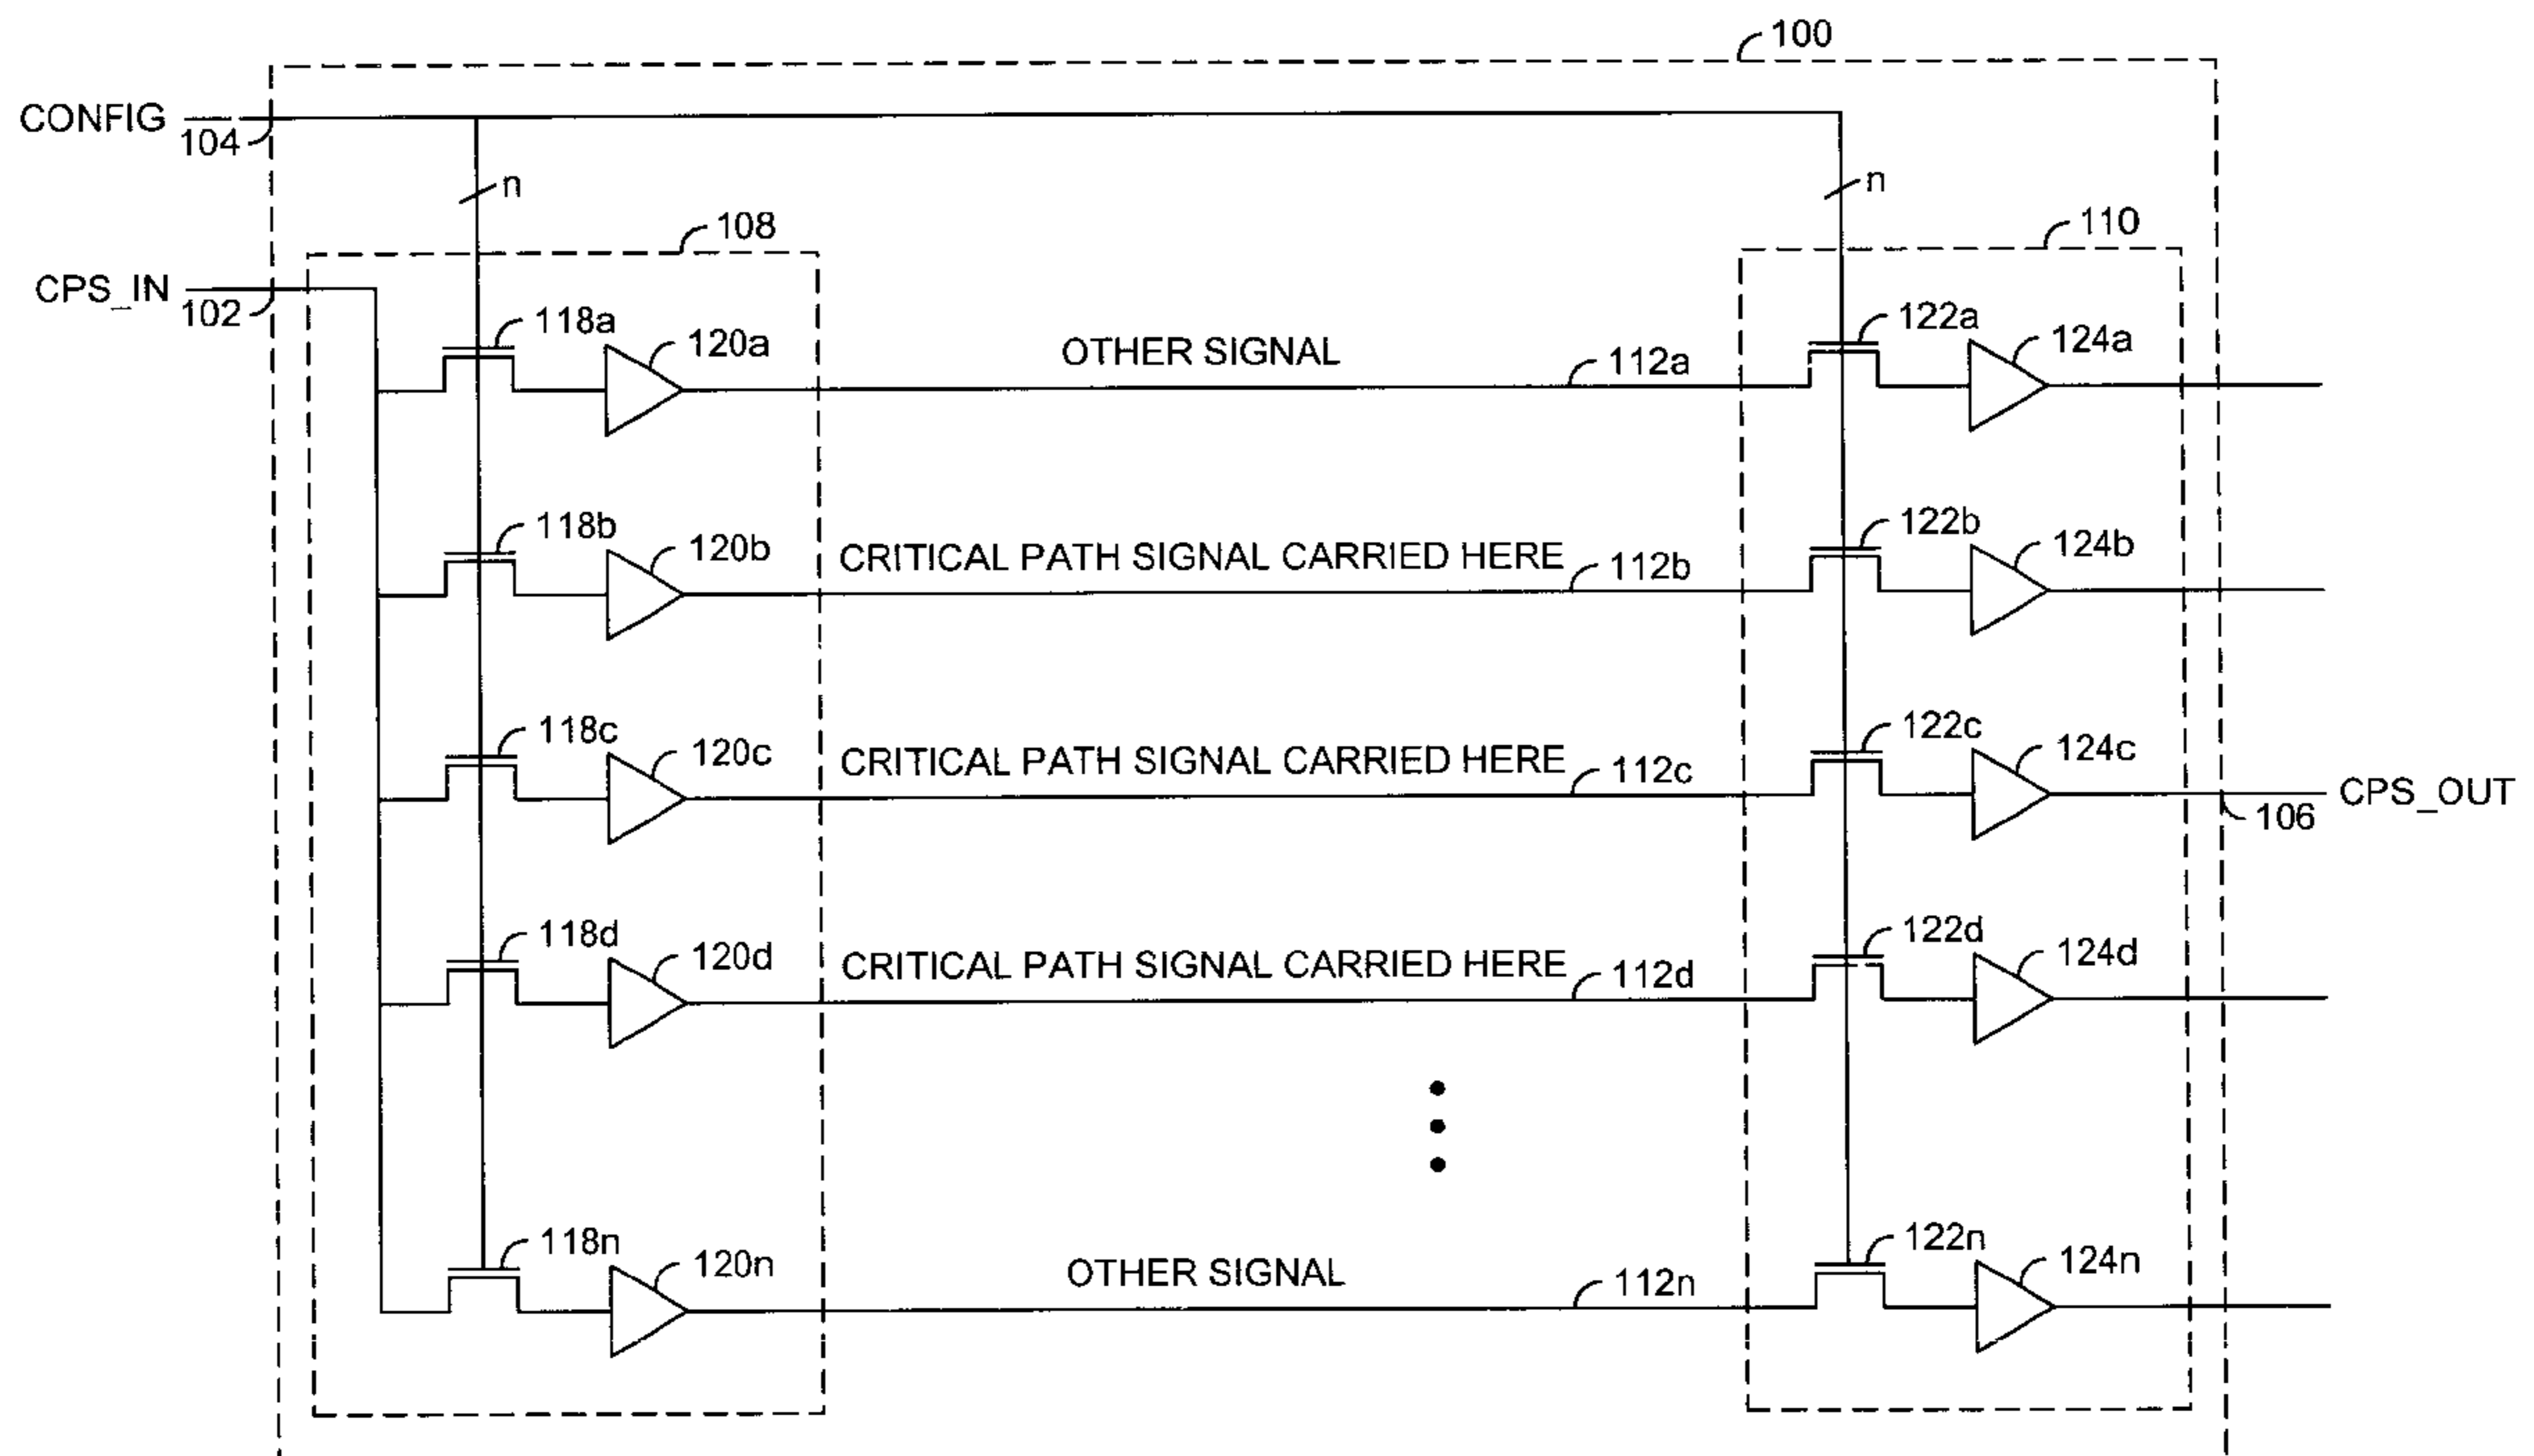 100
CONFIG
104
n
n
108
110
CPS_IN
102
118a
120a
OTHER SIGNAL
112a
122a
124a
118b
120b
CRITICAL PATH SIGNAL CARRIED HERE
112b
122b
124b
118c
120c
CRITICAL PATH SIGNAL CARRIED HERE
112c
122c
124c
CPS_OUT
106
118d
120d
CRITICAL PATH SIGNAL CARRIED HERE
112d
122d
124d
118n
120n
OTHER SIGNAL
112n
122n
124n